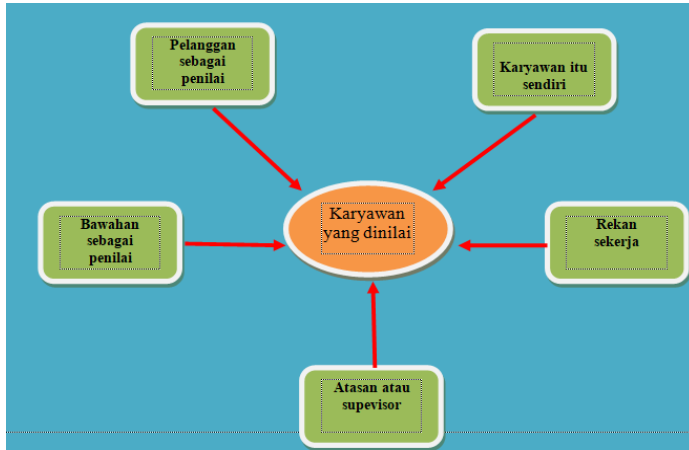 Pelanggan
sebagai
penilai
Karyawan itu
sendiri
Karyawan
yang dinilai
Bawahan
sebagai
penilai
Rekan
sekerja
Atasan atau
supevisor